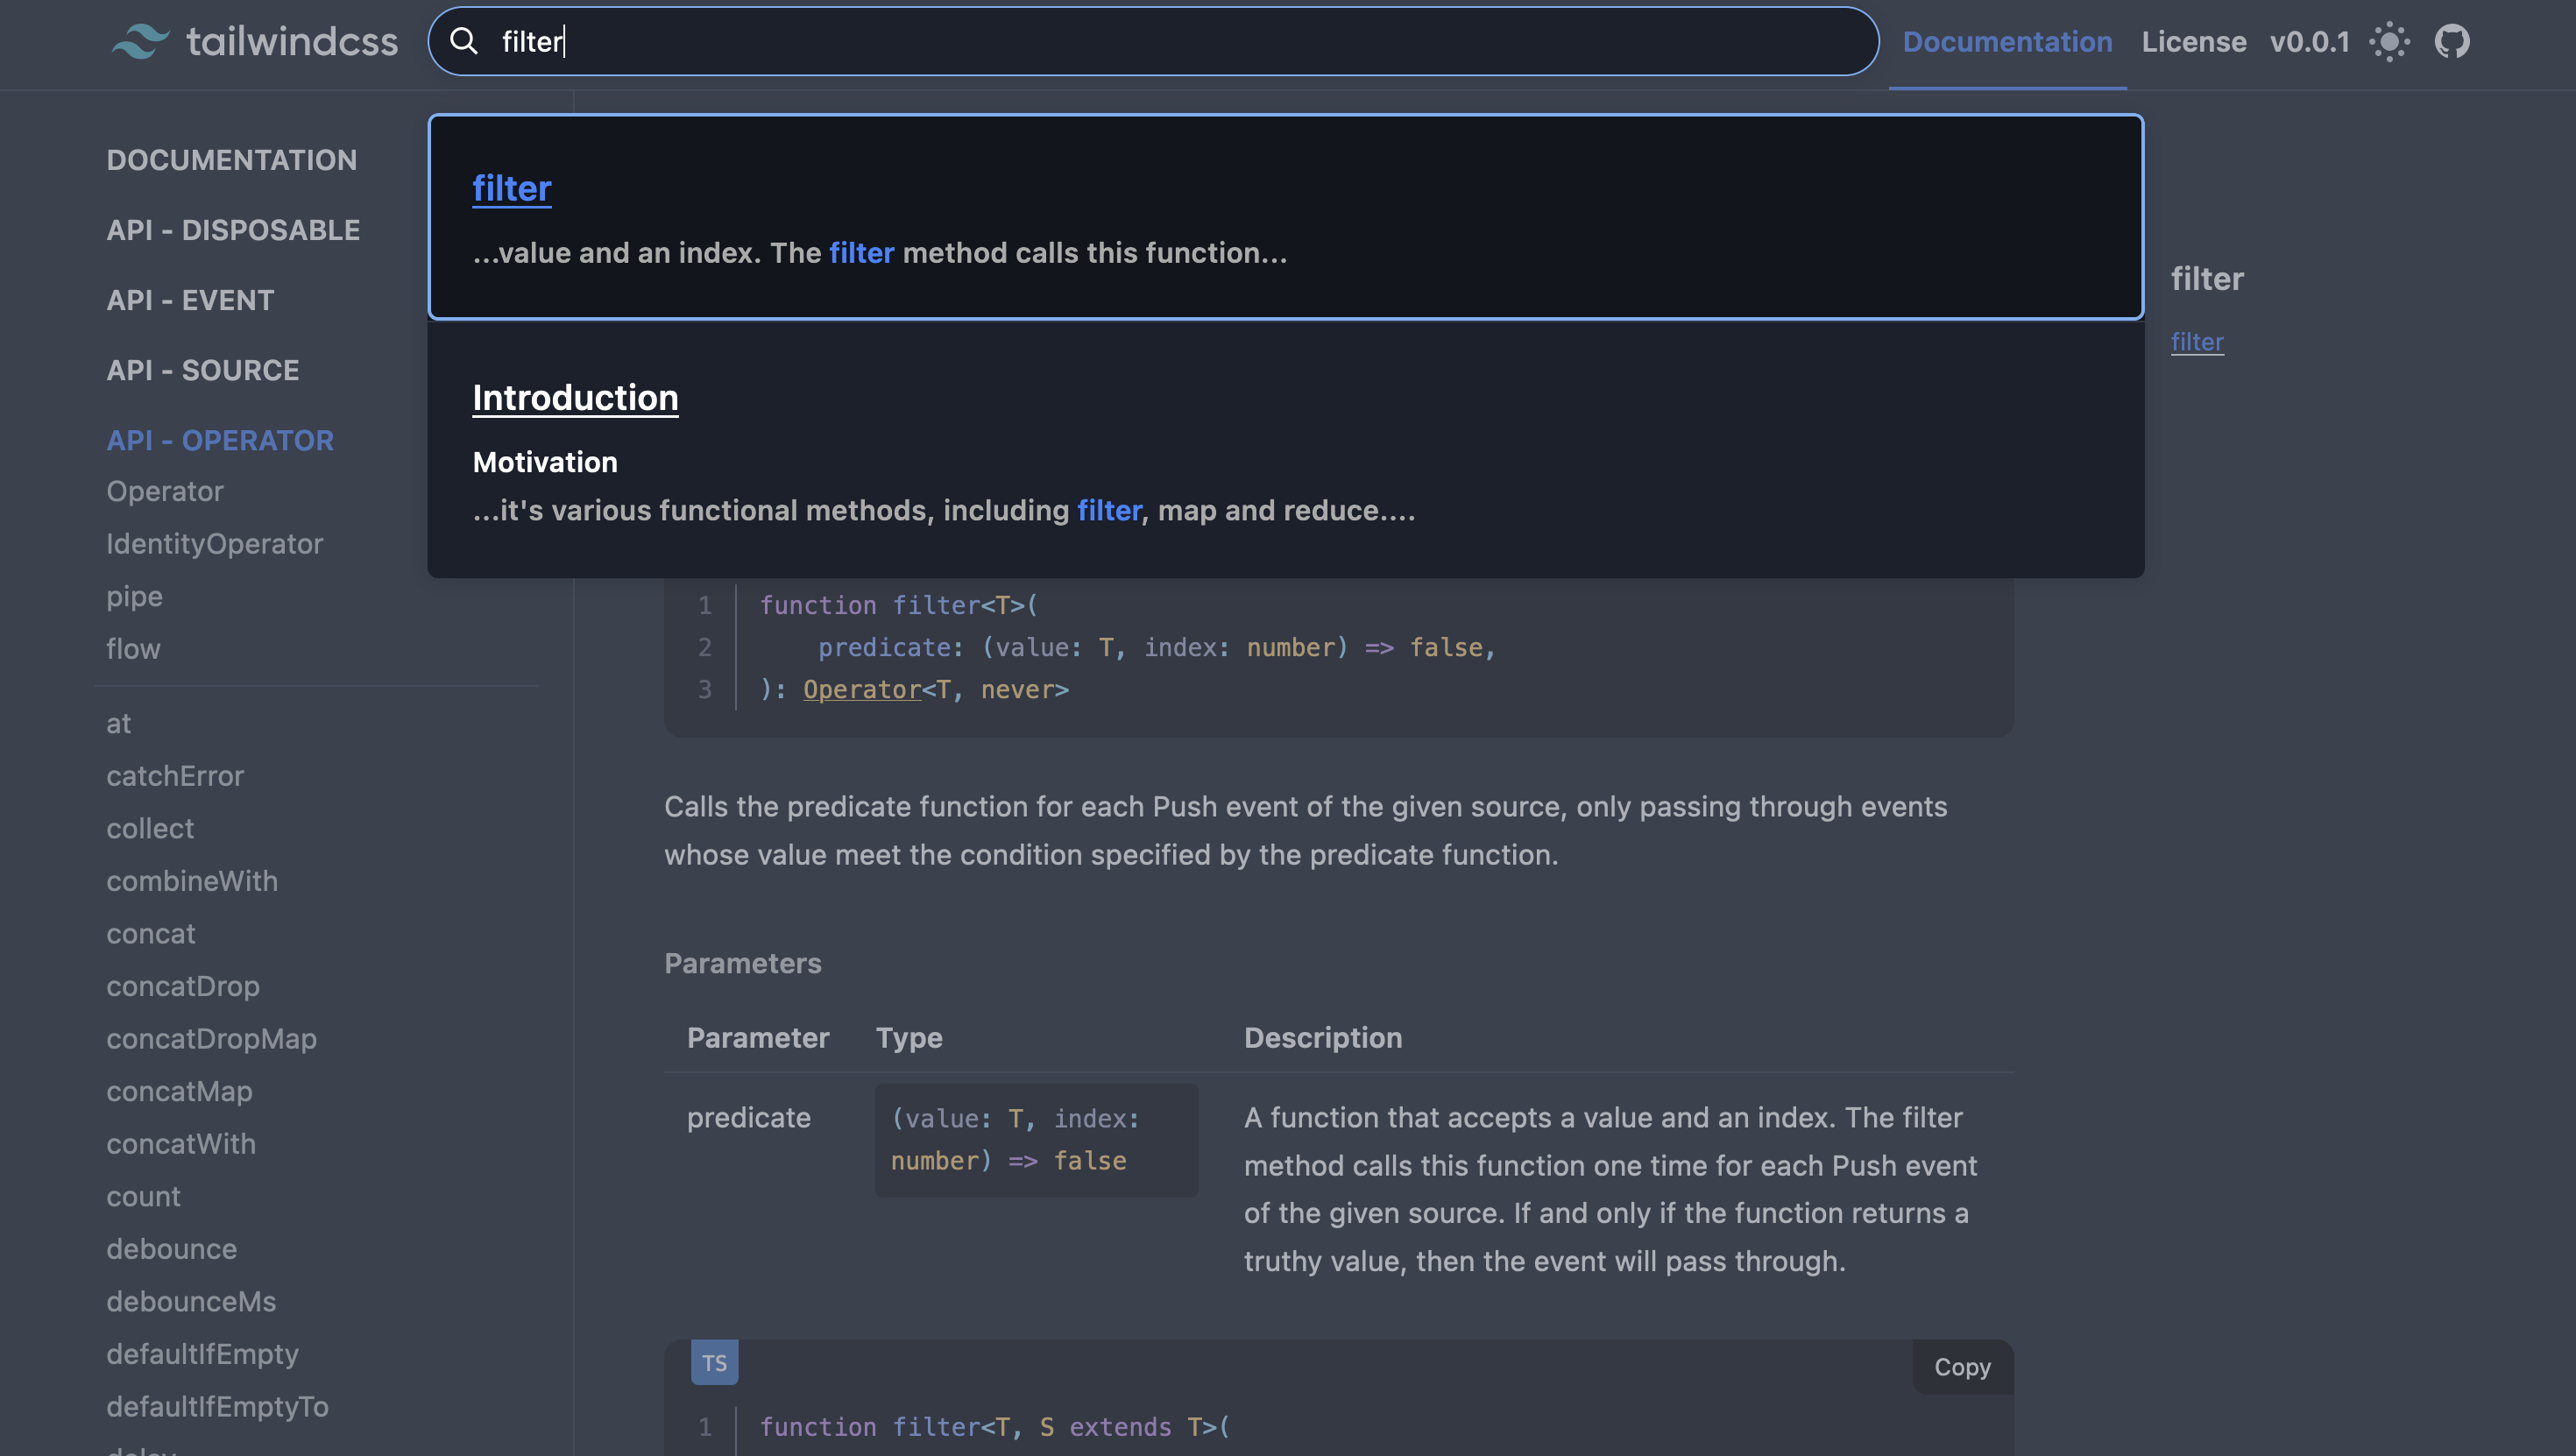 tailwindcss
filter
Documentation
License
v0.0.1
DOCUMENTATION
API - DISPOSABLE
API - EVENT
API - SOURCE
API - OPERATOR
Operator
IdentityOperator
pipe
flow
at
catchError
collect
combineWith
concat
concatDrop
concatDropMap
concatMap
concatWith
count
debounce
debounceMs
defaultIfEmpty
defaultIfEmptyTo
delay
filter
...value and an index. The filter method calls this function...
Introduction
Motivation
...it's various functional methods, including filter, map and reduce....
1 function filter<T>(
2 predicate: (value: T, index: number) => false,
3 ): Operator<T, never>
Calls the predicate function for each Push event of the given source, only passing through events
whose value meet the condition specified by the predicate function.
Parameters
Parameter Type Description
predicate
(value: T, index:
number) => false
A function that accepts a value and an index. The filter
method calls this function one time for each Push event
of the given source. If and only if the function returns a
truthy value, then the event will pass through.
TS
Copy
1 function filter<T, S extends T>(
filter
filter